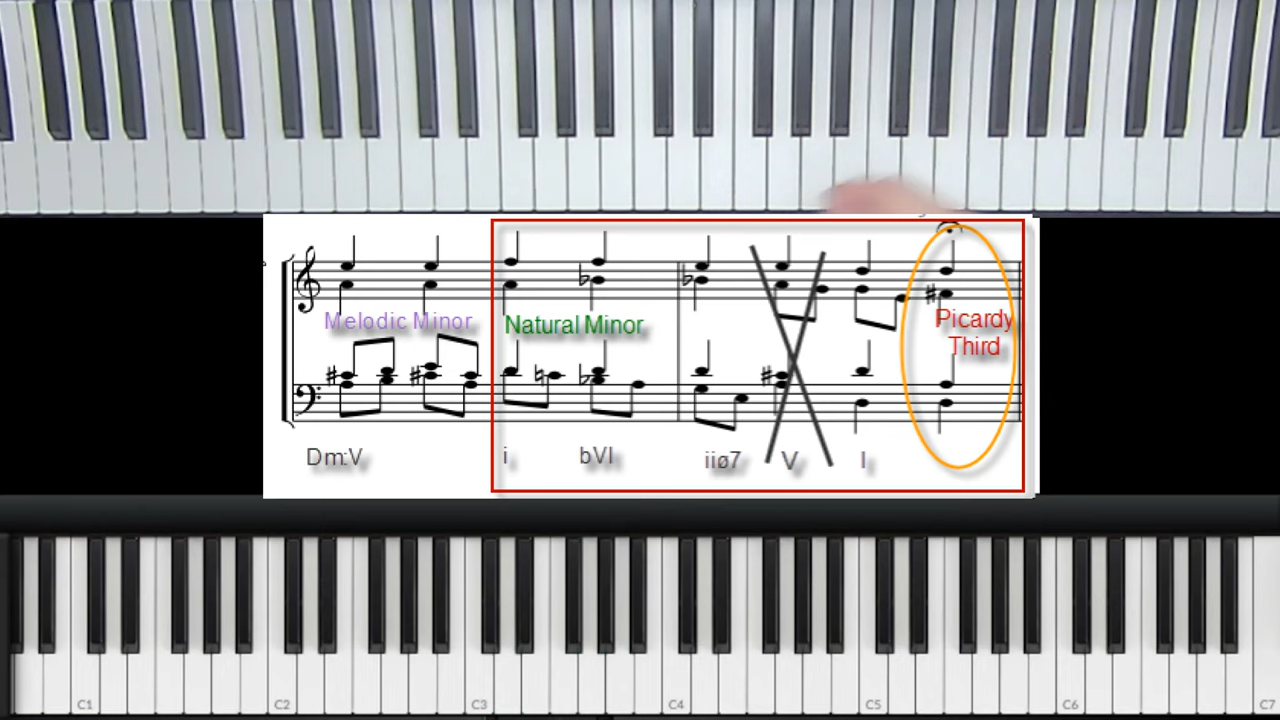 Melodic Minor
Natural Minor
Picardy
Third
Dm:V
i
bVI
iiø7
V
I
C1
C2
C3
C4
C5
C6
C7